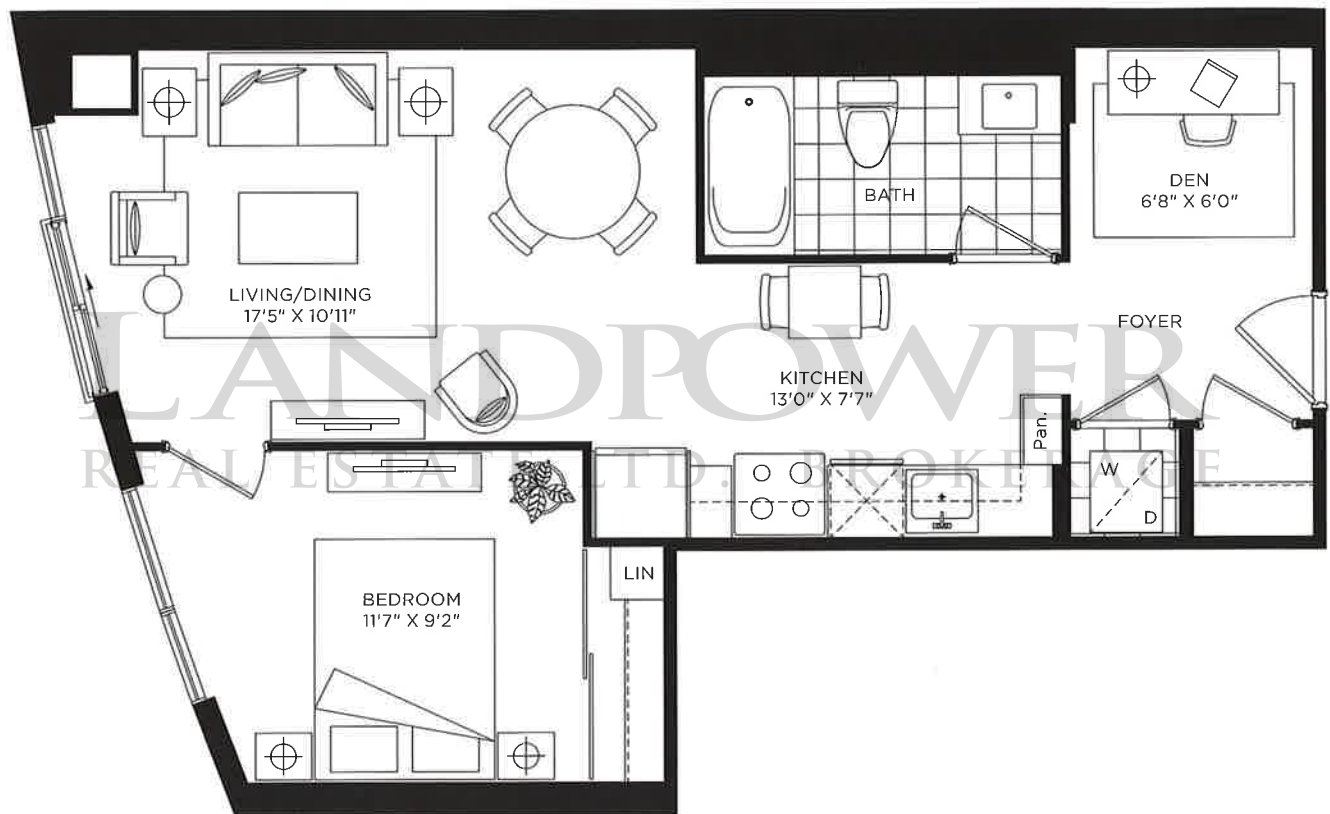 BATH
DEN
6'8" X 6'0"
LIVING/DINING
17'5" X 10'11"
FOYER
LANDPOWER
KITCHEN
13'0" X 7'7"
Pan.
REAL ESTATE LTD. BROKERAGE
W
D
LIN
BEDROOM
11'7" X 9'2"